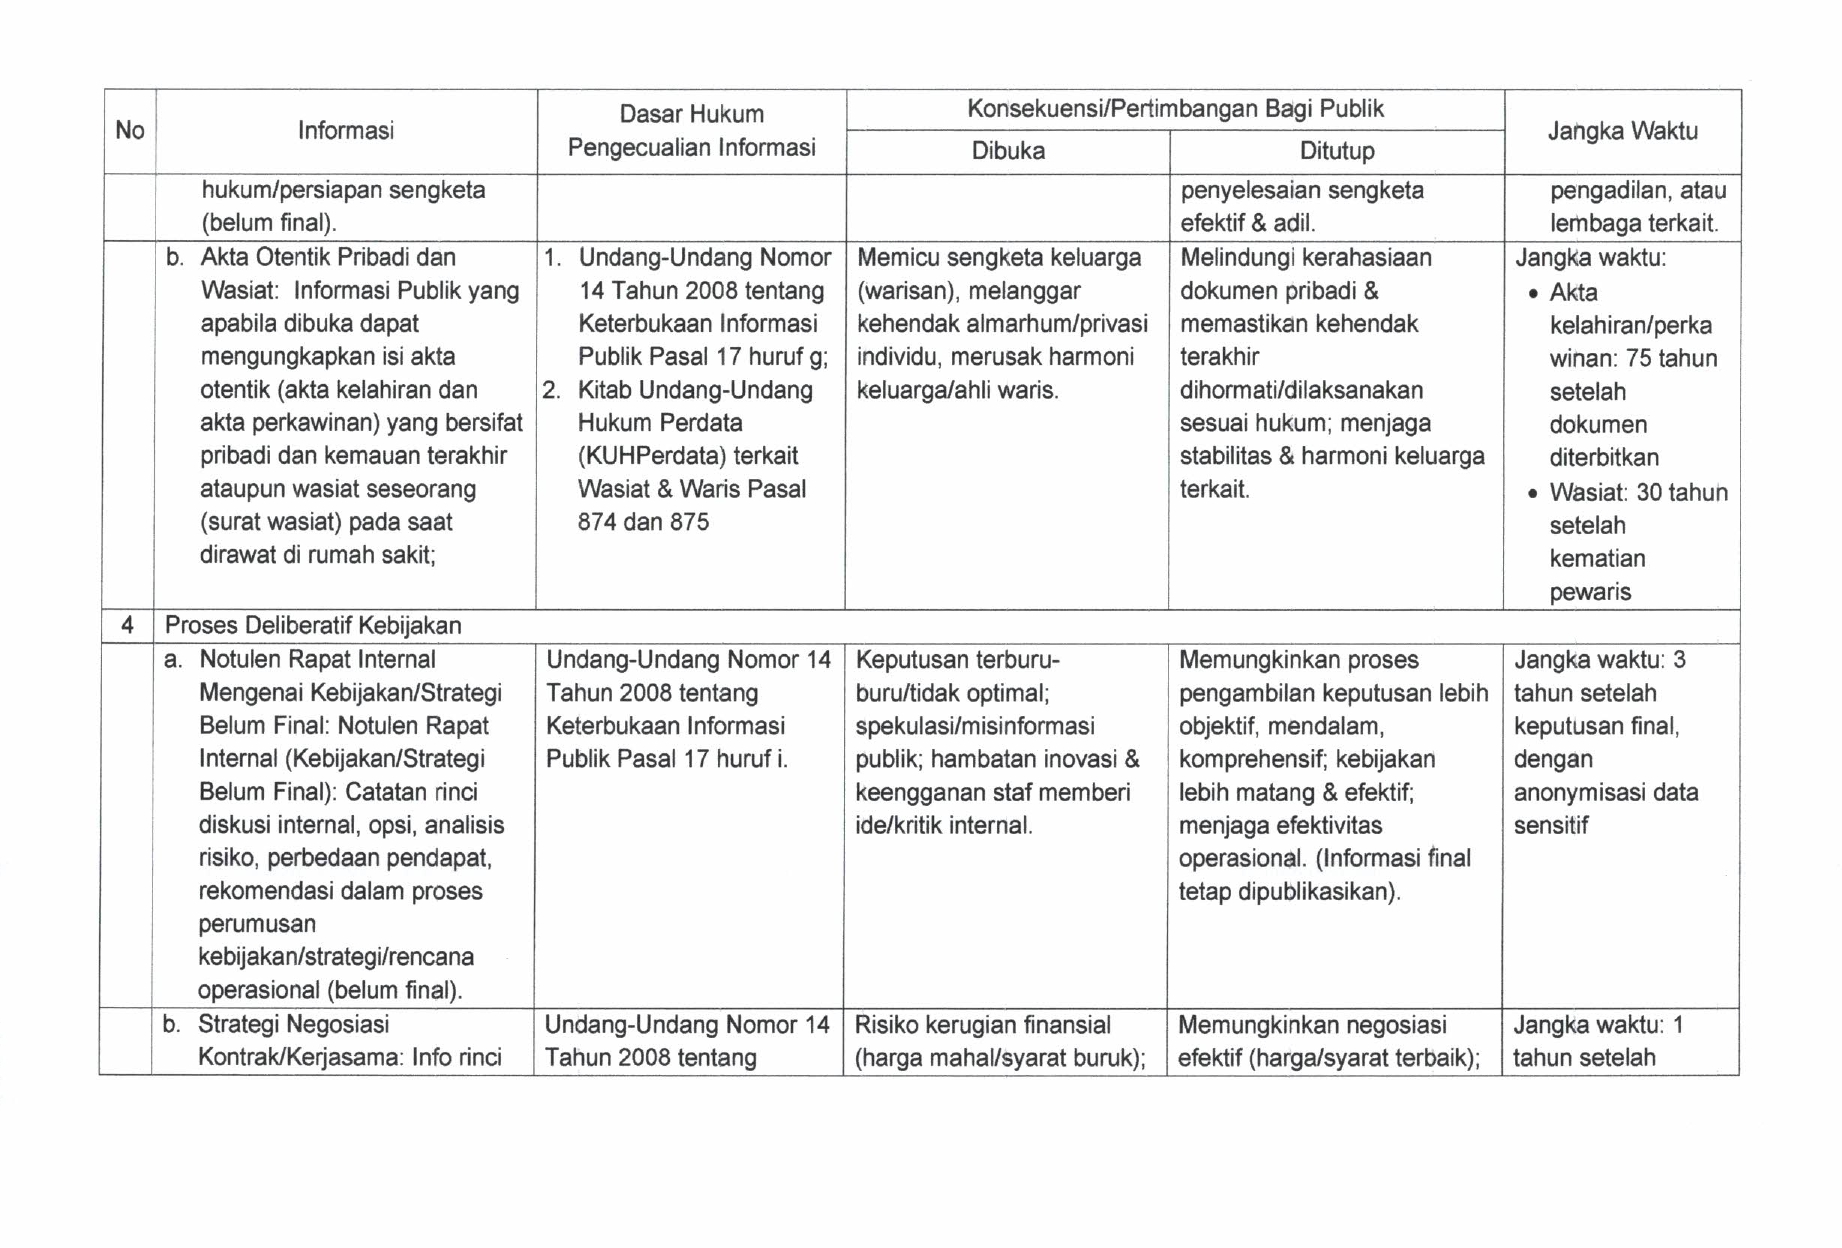 No
Informasi
Dasar Hukum
Pengecualian Informasi
Konsekuensi/Pertimbangan Bagi Publik
Dibuka
Ditutup
Jangka Waktu
hukum/persiapan sengketa
(belum final).
penyelesaian sengketa
efektif & adil.
pengadilan, atau
lembaga terkait.
b. Akta Otentik Pribadi dan
Wasiat: Informasi Publik yang
apabila dibuka dapat
mengungkapkan isi akta
otentik (akta kelahiran dan
akta perkawinan) yang bersifat
pribadi dan kemauan terakhir
ataupun wasiat seseorang
(surat wasiat) pada saat
dirawat di rumah sakit;
1. Undang-Undang Nomor
14 Tahun 2008 tentang
Keterbukaan Informasi
Publik Pasal 17 huruf g;
2. Kitab Undang-Undang
Hukum Perdata
(KUHPerdata) terkait
Wasiat & Waris Pasal
874 dan 875
Memicu sengketa keluarga
(warisan), melanggar
kehendak almarhum/privasi
individu, merusak harmoni
keluarga/ahli waris.
Melindungi kerahasiaan
dokumen pribadi &
memastikan kehendak
terakhir
dihormati/dilaksanakan
sesuai hukum; menjaga
stabilitas & harmoni keluarga
terkait.
Jangka waktu:
• Akta
kelahiran/perka
winan: 75 tahun
setelah
dokumen
diterbitkan
• Wasiat: 30 tahun
setelah
kematian
pewaris
4 Proses Deliberatif Kebijakan
a. Notulen Rapat Internal
Mengenai Kebijakan/Strategi
Belum Final: Notulen Rapat
Internal (Kebijakan/Strategi
Belum Final): Catatan rinci
diskusi internal, opsi, analisis
risiko, perbedaan pendapat,
rekomendasi dalam proses
perumusan
kebijakan/strategi/rencana
operasional (belum final).
Undang-Undang Nomor 14
Tahun 2008 tentang
Keterbukaan Informasi
Publik Pasal 17 huruf i.
Keputusan terburu-
buru/tidak optimal;
spekulasi/misinformasi
publik; hambatan inovasi &
keengganan staf memberi
ide/kritik internal.
Memungkinkan proses
pengambilan keputusan lebih
objektif, mendalam,
komprehensif; kebijakan
lebih matang & efektif;
menjaga efektivitas
operasional. (Informasi final
tetap dipublikasikan).
Jangka waktu: 3
tahun setelah
keputusan final,
dengan
anonymisasi data
sensitif
b. Strategi Negosiasi
Kontrak/Kerjasama: Info rinci
Undang-Undang Nomor 14
Tahun 2008 tentang
Risiko kerugian finansial
(harga mahal/syarat buruk);
Memungkinkan negosiasi
efektif (harga/syarat terbaik);
Jangka waktu: 1
tahun setelah